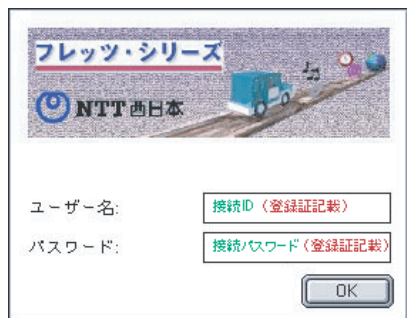 フレッツ・シリーズ
NTT西日本
ユーザー名: 接続ID（登録証記載）
パスワード: 接続パスワード（登録証記載）
OK